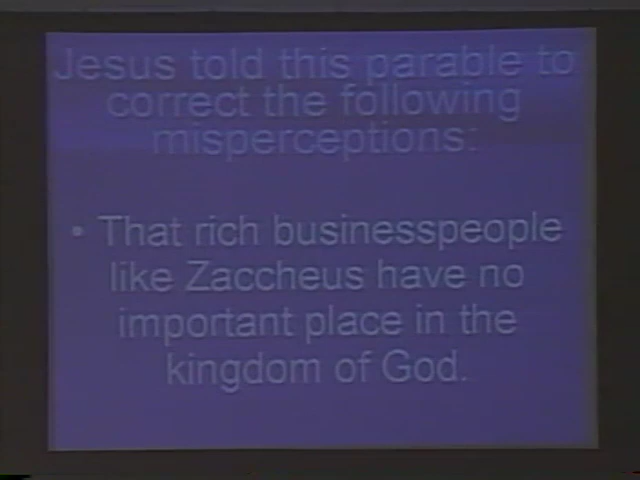 Jesus told this parable to
correct the following
misperceptions:
• That rich businesspeople
like Zaccheus have no
important place in the
kingdom of God.